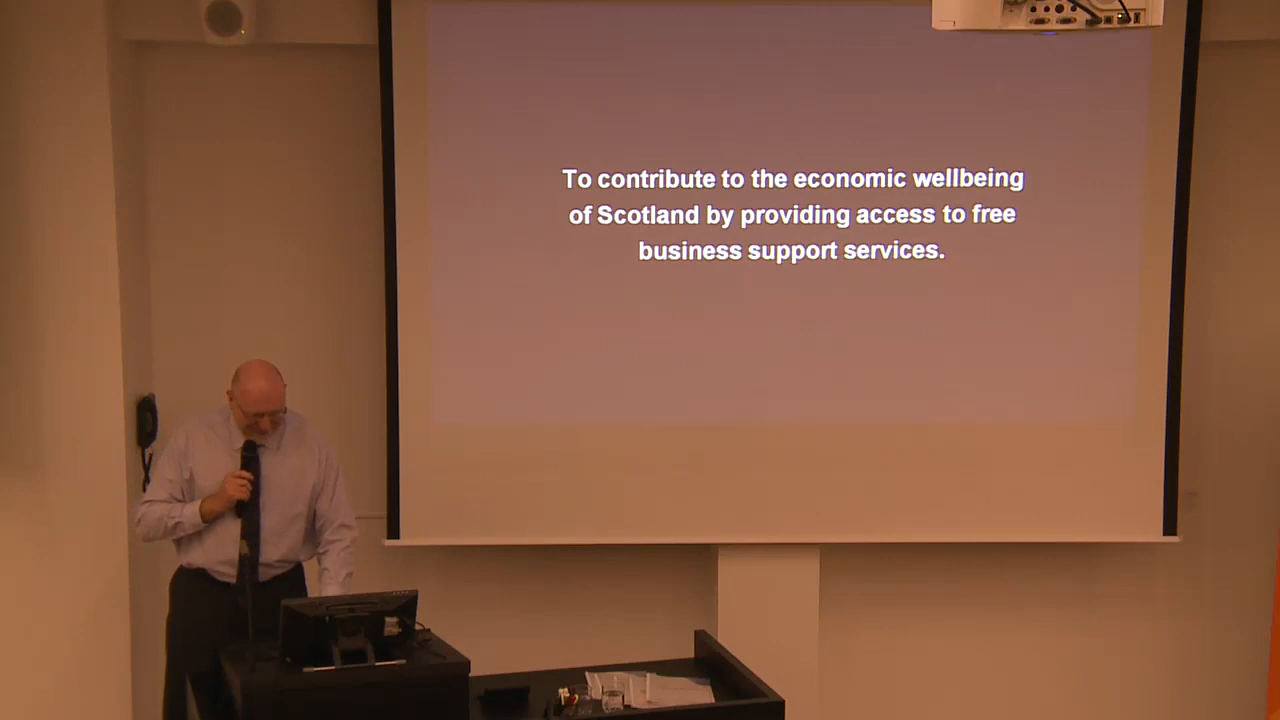 To contribute to the economic wellbeing
of Scotland by providing access to free
business support services.